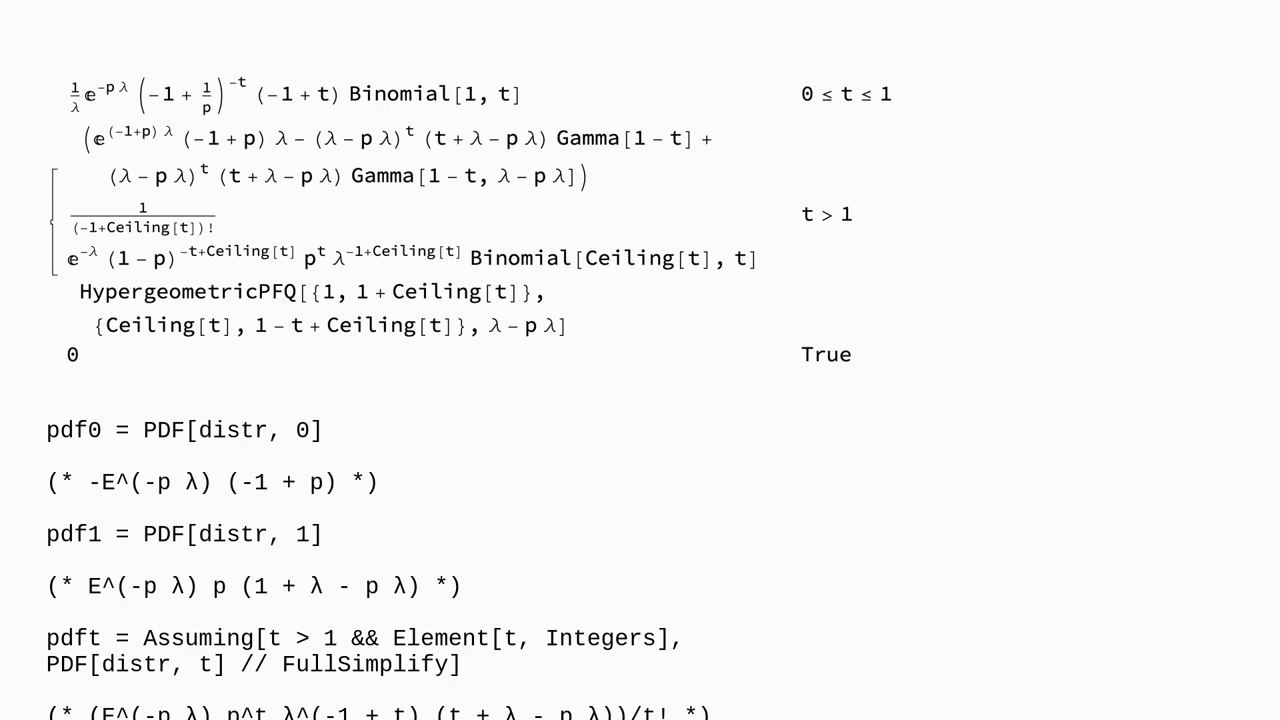 1/λ ⅇ^(-p λ) (-1 + 1/p)^(-t) (-1 + t) Binomial[1, t] 0 ≤ t ≤ 1
(ⅇ^((-1+p) λ) (-1 + p) λ - (λ - p λ)^t (t + λ - p λ) Gamma[1 - t] +
(λ - p λ)^t (t + λ - p λ) Gamma[1 - t, λ - p λ])
1/((-1+Ceiling[t])!) t > 1
ⅇ^(-λ) (1 - p)^(-t+Ceiling[t]) p^t λ^(-1+Ceiling[t]) Binomial[Ceiling[t], t]
HypergeometricPFQ[{1, 1 + Ceiling[t]},
{Ceiling[t], 1 - t + Ceiling[t]}, λ - p λ]
0 True
pdf0 = PDF[distr, 0]
(* -E^(-p λ) (-1 + p) *)
pdf1 = PDF[distr, 1]
(* E^(-p λ) p (1 + λ - p λ) *)
pdft = Assuming[t > 1 && Element[t, Integers],
PDF[distr, t] // FullSimplify]
(* (E^(-p λ) p^t λ^(-1 + t) (t + λ - p λ))/t! *)